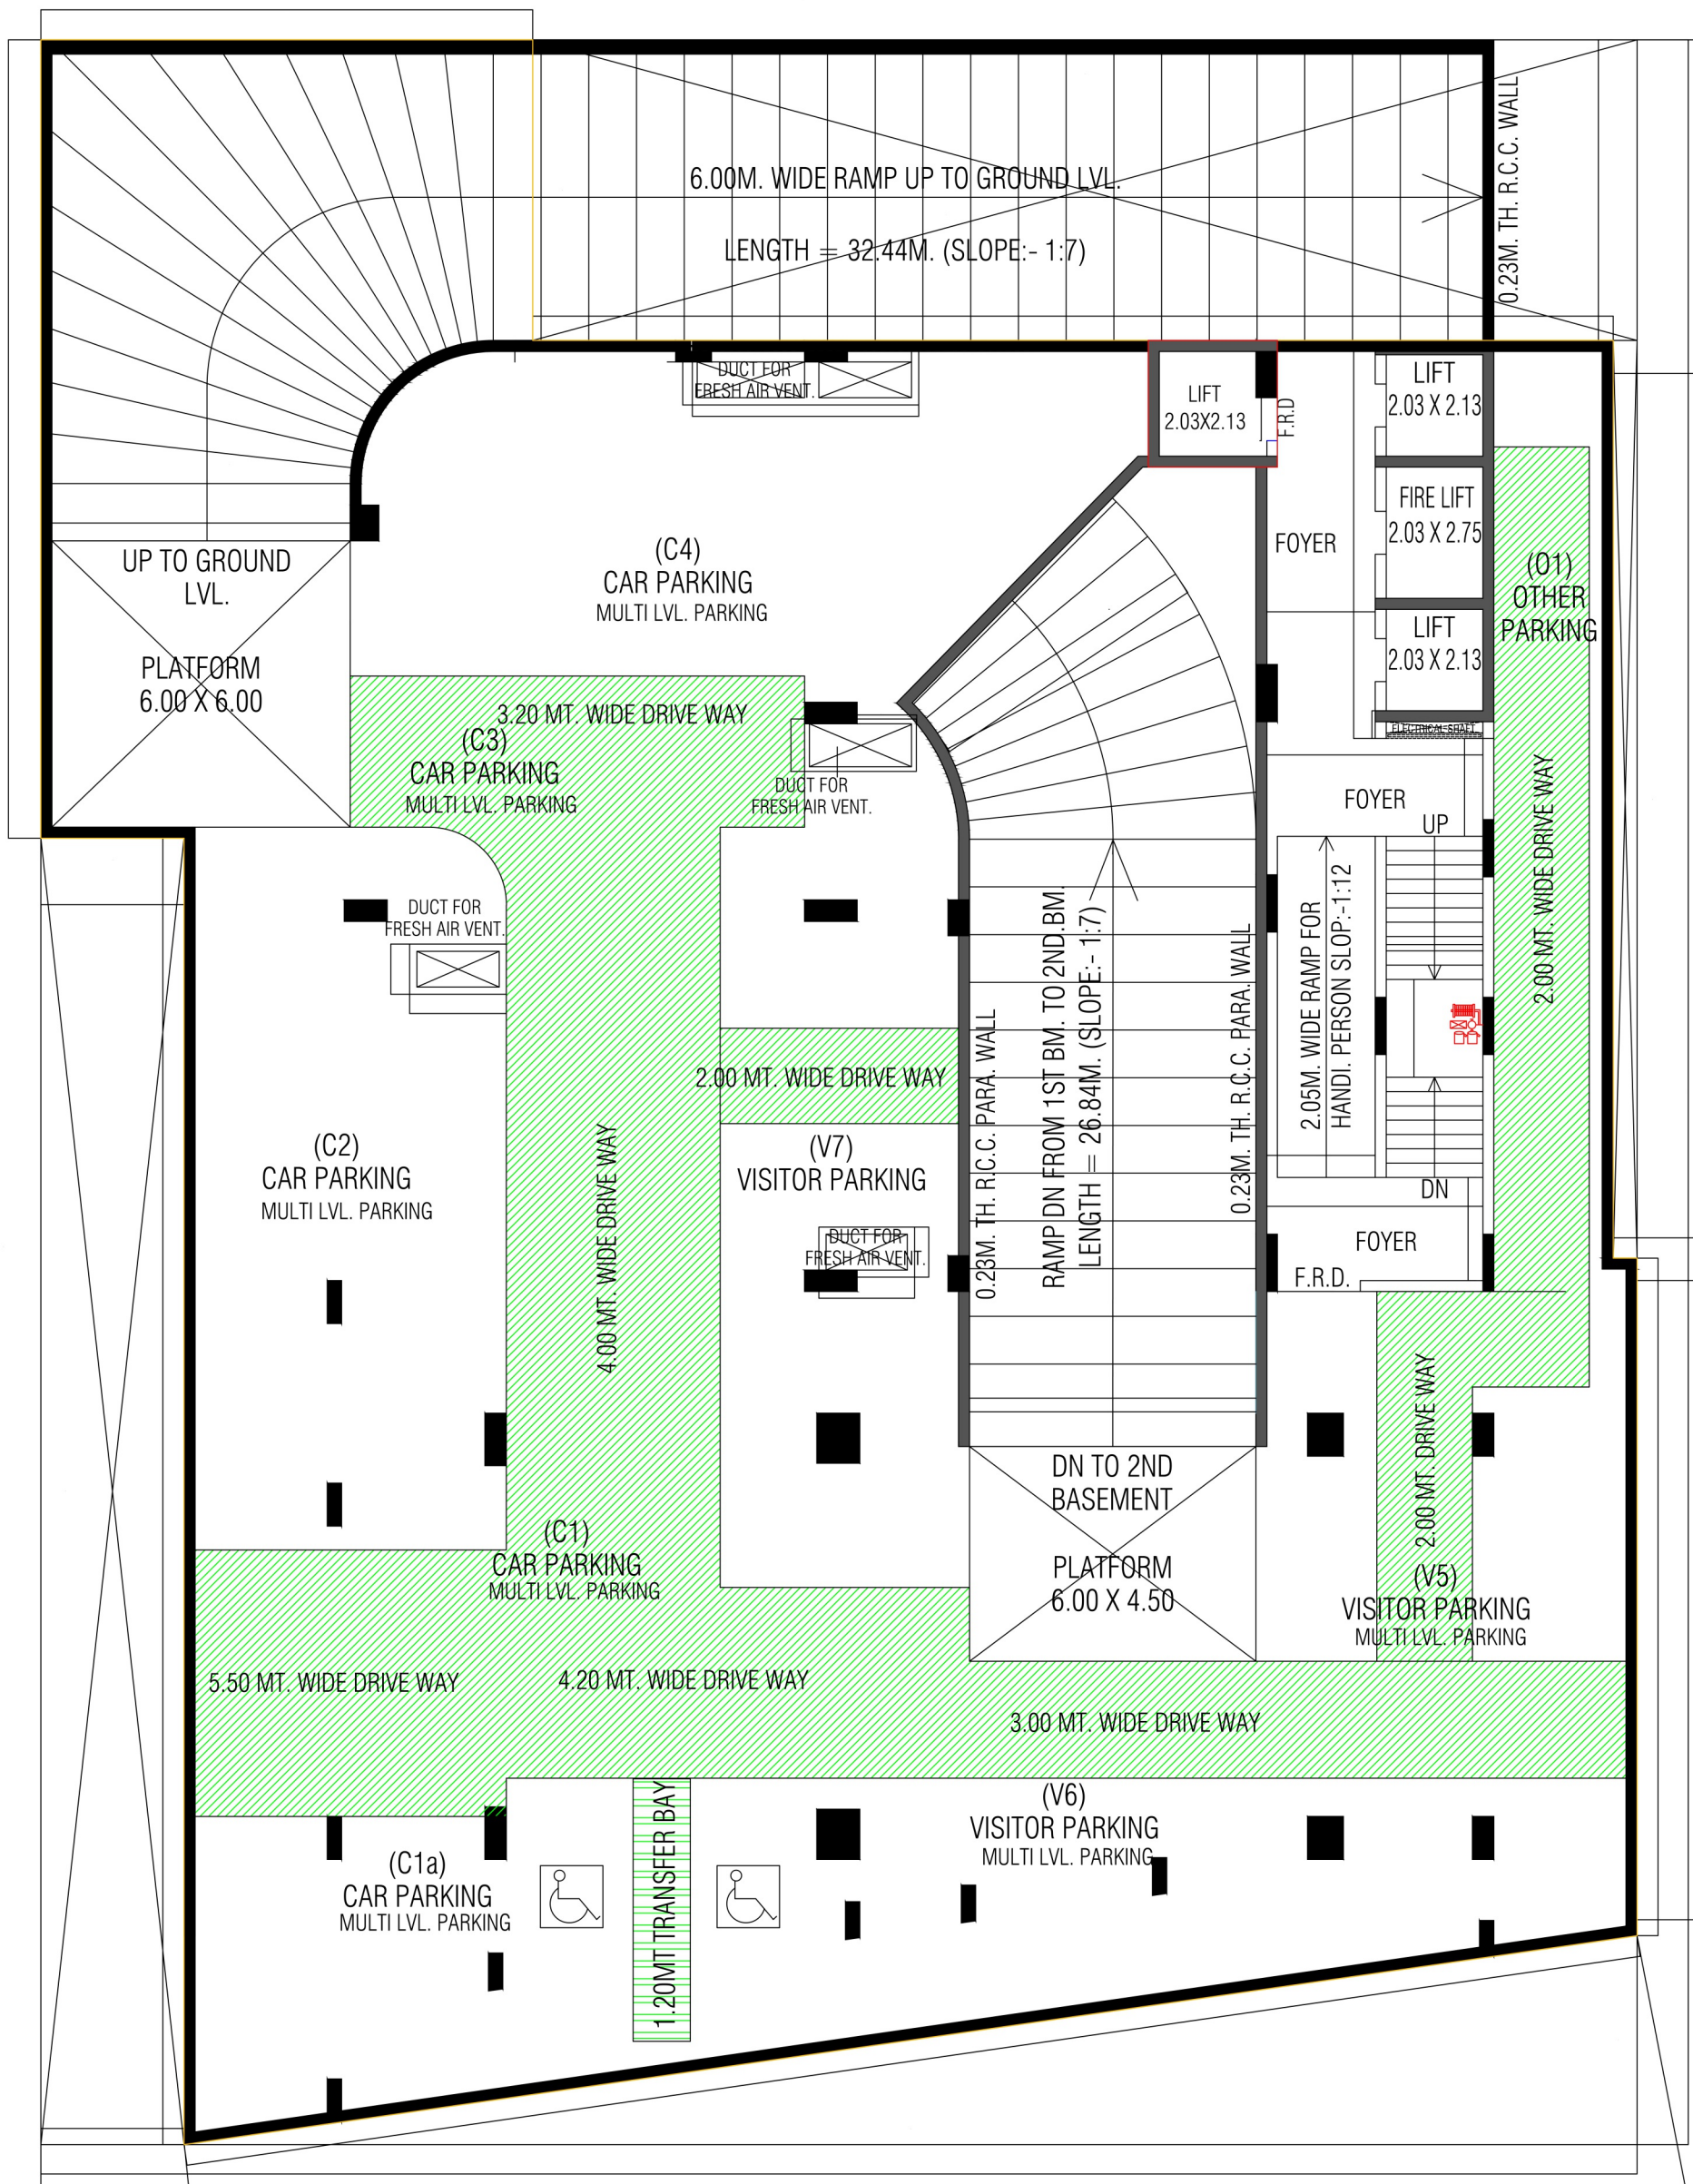 6.00M. WIDE RAMP UP TO GROUND LVL.
LENGTH = 32.44M. (SLOPE:- 1:7)
0.23M. TH. R.C.C. WALL
DUCT FOR
FRESH AIR VENT.
LIFT
2.03X2.13
F.R.D
LIFT
2.03 X 2.13
FIRE LIFT
2.03 X 2.75
FOYER
LIFT
2.03 X 2.13
ELECTRICAL SHAFT
(O1)
OTHER
PARKING
UP TO GROUND
LVL.
PLATFORM
6.00 X 6.00
(C4)
CAR PARKING
MULTI LVL. PARKING
3.20 MT. WIDE DRIVE WAY
(C3)
CAR PARKING
MULTI LVL. PARKING
DUCT FOR
FRESH AIR VENT.
FOYER
UP
2.00 MT. WIDE DRIVE WAY
DUCT FOR
FRESH AIR VENT.
2.05M. WIDE RAMP FOR
HANDI. PERSON SLOP:-1:12
RAMP DN FROM 1ST BM. TO 2ND.BM.
LENGTH = 26.84M. (SLOPE:- 1:7)
0.23M. TH. R.C.C. PARA. WALL
0.23M. TH. R.C.C. PARA. WALL
2.00 MT. WIDE DRIVE WAY
(C2)
CAR PARKING
MULTI LVL. PARKING
4.00 MT. WIDE DRIVE WAY
(V7)
VISITOR PARKING
DUCT FOR
FRESH AIR VENT.
DN
FOYER
F.R.D.
2.00 MT. DRIVE WAY
DN TO 2ND
BASEMENT
PLATFORM
6.00 X 4.50
(C1)
CAR PARKING
MULTI LVL. PARKING
(V5)
VISITOR PARKING
MULTI LVL. PARKING
5.50 MT. WIDE DRIVE WAY
4.20 MT. WIDE DRIVE WAY
3.00 MT. WIDE DRIVE WAY
1.20MT TRANSFER BAY
(V6)
VISITOR PARKING
MULTI LVL. PARKING
(C1a)
CAR PARKING
MULTI LVL. PARKING